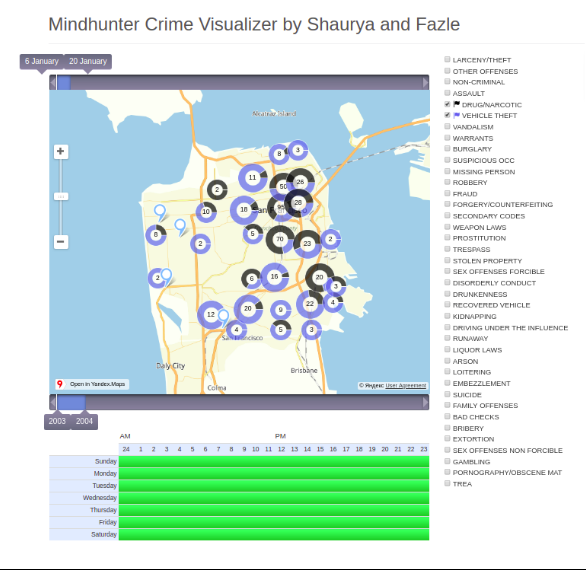 Mindhunter Crime Visualizer by Shaurya and Fazle
6 January
20 January
LARCENY/THEFT
OTHER OFFENSES
NON-CRIMINAL
ASSAULT
DRUG/NARCOTIC
VEHICLE THEFT
VANDALISM
WARRANTS
BURGLARY
SUSPICIOUS OCC
MISSING PERSON
ROBBERY
FRAUD
FORGERY/COUNTERFEITING
SECONDARY CODES
WEAPON LAWS
PROSTITUTION
TRESPASS
STOLEN PROPERTY
SEX OFFENSES FORCIBLE
DISORDERLY CONDUCT
DRUNKENNESS
RECOVERED VEHICLE
KIDNAPPING
DRIVING UNDER THE INFLUENCE
RUNAWAY
LIQUOR LAWS
ARSON
LOITERING
EMBEZZLEMENT
SUICIDE
FAMILY OFFENSES
BAD CHECKS
BRIBERY
EXTORTION
SEX OFFENSES NON FORCIBLE
GAMBLING
PORNOGRAPHY/OBSCENE MAT
TREA
Island
8
3
11
50
26
2
10
18
28
8
2
5
70
23
2
2
6
16
20
3
12
20
9
22
4
4
5
3
Francisco
Daly City
Brisbane
Colma
Open in Yandex.Maps
© Яндекс User Agreement
2003
2004
AM
PM
24 1 2 3 4 5 6 7 8 9 10 11 12 13 14 15 16 17 18 19 20 21 22 23
Sunday
Monday
Tuesday
Wednesday
Thursday
Friday
Saturday